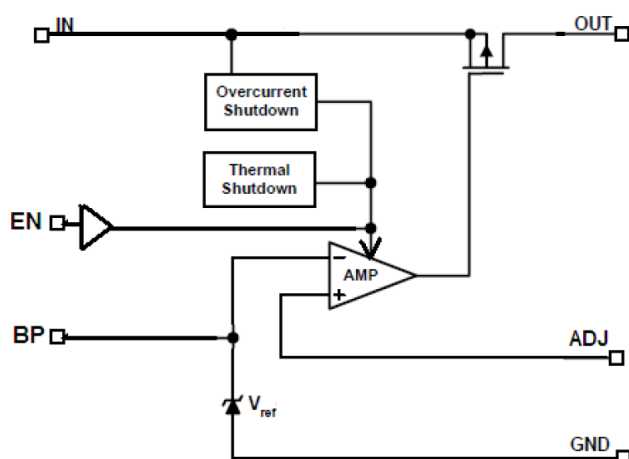 IN
OUT
Overcurrent
Shutdown
Thermal
Shutdown
EN
−
AMP
+
BP
ADJ
Vref
GND